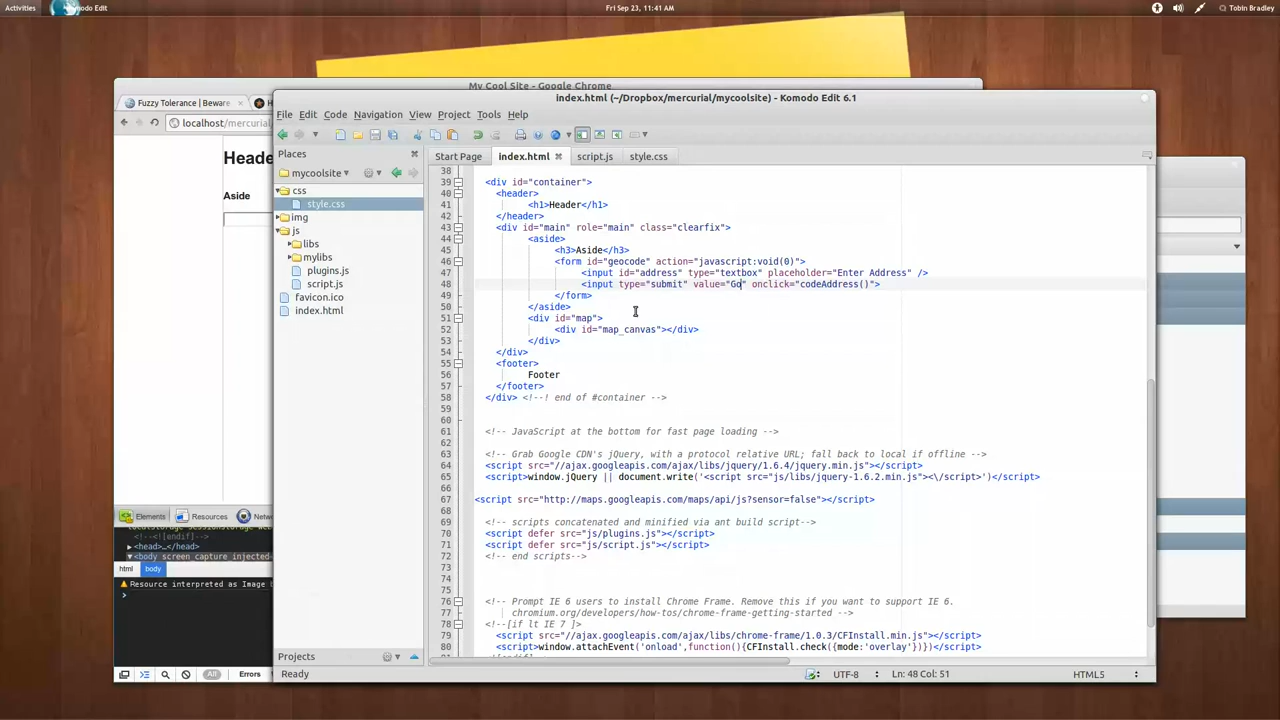 Activities
Komodo Edit
Fri Sep 23, 11:41 AM
Tobin Bradley
My Cool Site - Google Chrome
Fuzzy Tolerance | Beware
localhost/mercurial
Heade
Aside
Elements
Resources
Netw
<!--<![endif]-->
<head>…</head>
<body screen_capture_injected=
html
body
Resource interpreted as Image
All
Errors
index.html (~/Dropbox/mercurial/mycoolsite) - Komodo Edit 6.1
File Edit Code Navigation View Project Tools Help
Places
mycoolsite
css
style.css
img
js
libs
mylibs
plugins.js
script.js
favicon.ico
index.html
Projects
Start Page
index.html
script.js
style.css
38
39 <div id="container">
40 <header>
41 <h1>Header</h1>
42 </header>
43 <div id="main" role="main" class="clearfix">
44 <aside>
45 <h3>Aside</h3>
46 <form id="geocode" action="javascript:void(0)">
47 <input id="address" type="textbox" placeholder="Enter Address" />
48 <input type="submit" value="Go" onclick="codeAddress()">
49 </form>
50 </aside>
51 <div id="map">
52 <div id="map_canvas"></div>
53 </div>
54 </div>
55 <footer>
56 Footer
57 </footer>
58 </div> <!--! end of #container -->
59
60
61 <!-- JavaScript at the bottom for fast page loading -->
62
63 <!-- Grab Google CDN's jQuery, with a protocol relative URL; fall back to local if offline -->
64 <script src="//ajax.googleapis.com/ajax/libs/jquery/1.6.4/jquery.min.js"></script>
65 <script>window.jQuery || document.write('<script src="js/libs/jquery-1.6.2.min.js"><\/script>')</script>
66
67 <script src="http://maps.googleapis.com/maps/api/js?sensor=false"></script>
68
69 <!-- scripts concatenated and minified via ant build script-->
70 <script defer src="js/plugins.js"></script>
71 <script defer src="js/script.js"></script>
72 <!-- end scripts-->
73
74
75
76 <!-- Prompt IE 6 users to install Chrome Frame. Remove this if you want to support IE 6.
77 chromium.org/developers/how-tos/chrome-frame-getting-started -->
78 <!--[if lt IE 7 ]>
79 <script src="//ajax.googleapis.com/ajax/libs/chrome-frame/1.0.3/CFInstall.min.js"></script>
80 <script>window.attachEvent('onload',function(){CFInstall.check({mode:'overlay'})})</script>
Ready
UTF-8
Ln: 48 Col: 51
HTML5